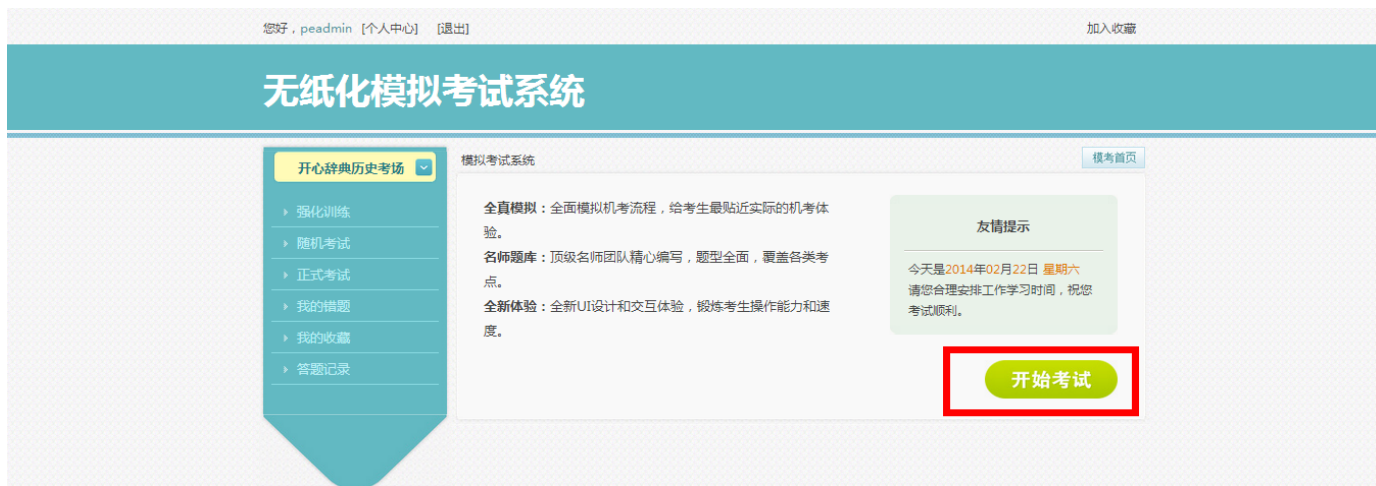 您好，peadmin [个人中心] [退出]
加入收藏
无纸化模拟考试系统
开心辞典历史考场
强化训练
随机考试
正式考试
我的错题
我的收藏
答题记录
模拟考试系统
模考首页
全真模拟：全面模拟机考流程，给考生最贴近实际的机考体
验。
名师题库：顶级名师团队精心编写，题型全面，覆盖各类考
点。
全新体验：全新UI设计和交互体验，锻炼考生操作能力和速
度。
友情提示
今天是2014年02月22日 星期六
请您合理安排工作学习时间，祝您
考试顺利。
开始考试